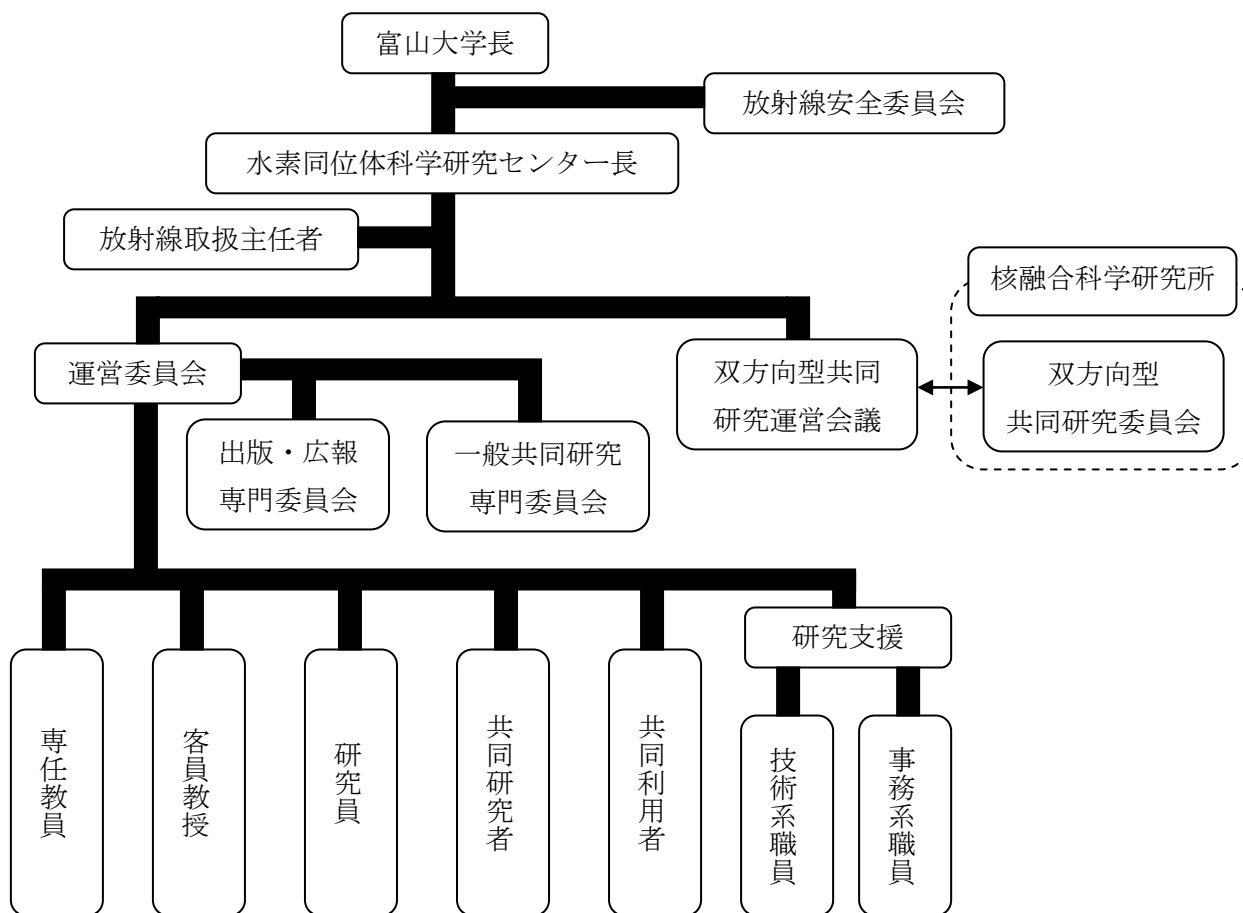 富山大学長
放射線安全委員会
水素同位体科学研究センター長
放射線取扱主任者
核融合科学研究所
運営委員会
双方向型共同
研究運営会議
双方向型
共同研究委員会
出版・広報
専門委員会
一般共同研究
専門委員会
研究支援
専任教員
客員教授
研究員
共同研究者
共同利用者
技術系職員
事務系職員